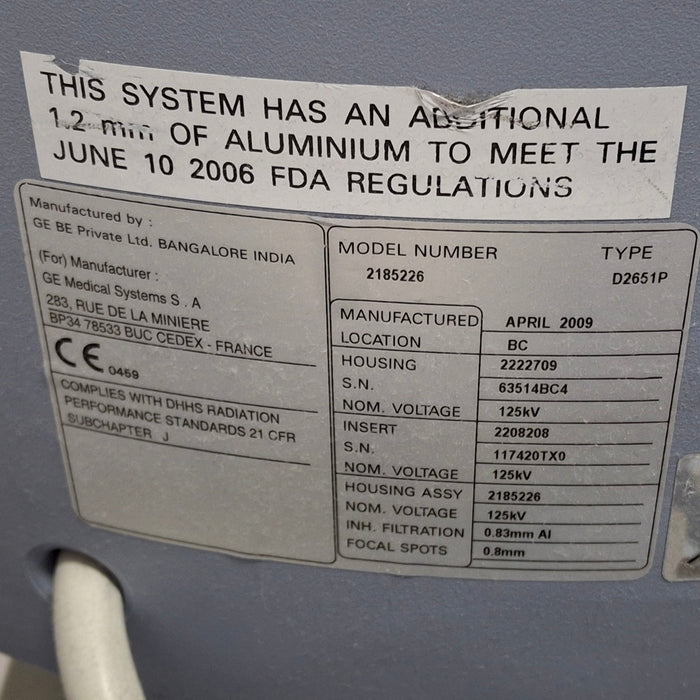 THIS SYSTEM HAS AN ADDITIONAL
1.2 mm OF ALUMINIUM TO MEET THE
JUNE 10 2006 FDA REGULATIONS
Manufactured by :
GE BE Private Ltd. BANGALORE INDIA
(For) Manufacturer :
GE Medical Systems S . A
283, RUE DE LA MINIERE
BP34 78533 BUC CEDEX - FRANCE
CE 0459
COMPLIES WITH DHHS RADIATION
PERFORMANCE STANDARDS 21 CFR
SUBCHAPTER J
MODEL NUMBER TYPE
2185226 D2651P
MANUFACTURED APRIL 2009
LOCATION BC
HOUSING 2222709
S.N. 63514BC4
NOM. VOLTAGE 125kV
INSERT 2208208
S.N. 117420TX0
NOM. VOLTAGE 125kV
HOUSING ASSY 2185226
NOM. VOLTAGE 125kV
INH. FILTRATION 0.83mm Al
FOCAL SPOTS 0.8mm